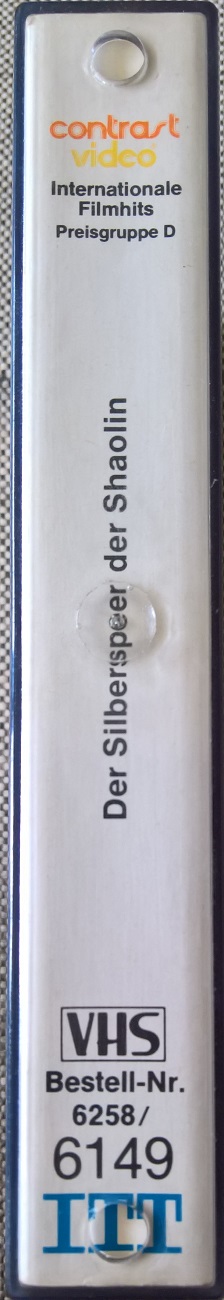 contrast
video
Internationale
Filmhits
Preisgruppe D
Der Silberspeer der Shaolin
VHS
Bestell-Nr.
6258/
6149
ITT